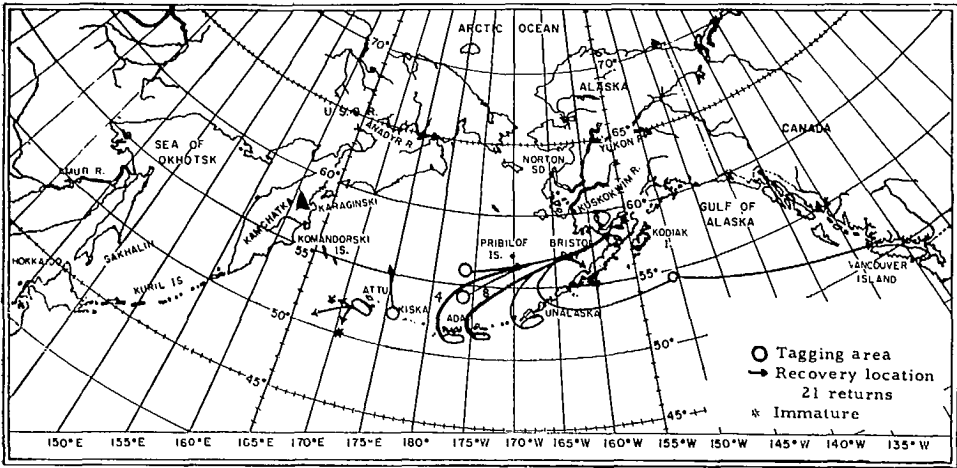 ARCTIC OCEAN
70°
70°
ALASKA
U.S.S.R.
ANADYR R.
65°
YUKON R.
CANADA
SEA OF
OKHOTSK
NORTON
SD
60°
KUSKOKWIM R.
60°
GULF OF
ALASKA
KAMCHATKA
KARAGINSKI
KOMANDORSKI
IS.
PRIBILOF
IS.
BRISTOL
KODIAK
I.
SAKHALIN
55°
55°
HOKKAIDO
KURIL IS
VANCOUVER
ISLAND
ATTU
KISKA
4
8
ADA
UNALASKA
50°
50°
45°
45°
Tagging area
Recovery location
21 returns
* Immature
150°E 155°E 160°E 165°E 170°E 175°E 180° 175°W 170°W 165°W 160°W 155°W 150°W 145°W 140°W 135°W